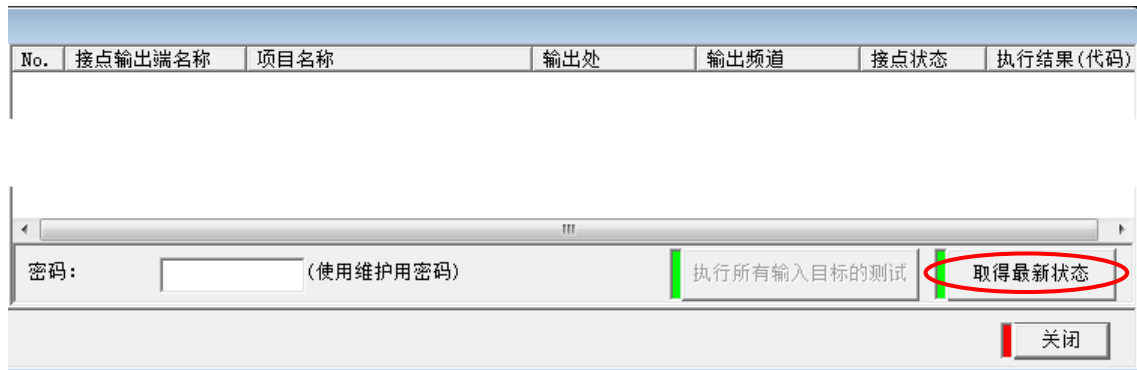 No. 接点输出端名称 项目名称 输出处 输出频道 接点状态 执行结果(代码)
密码: (使用维护用密码) 执行所有输入目标的测试 取得最新状态
关闭